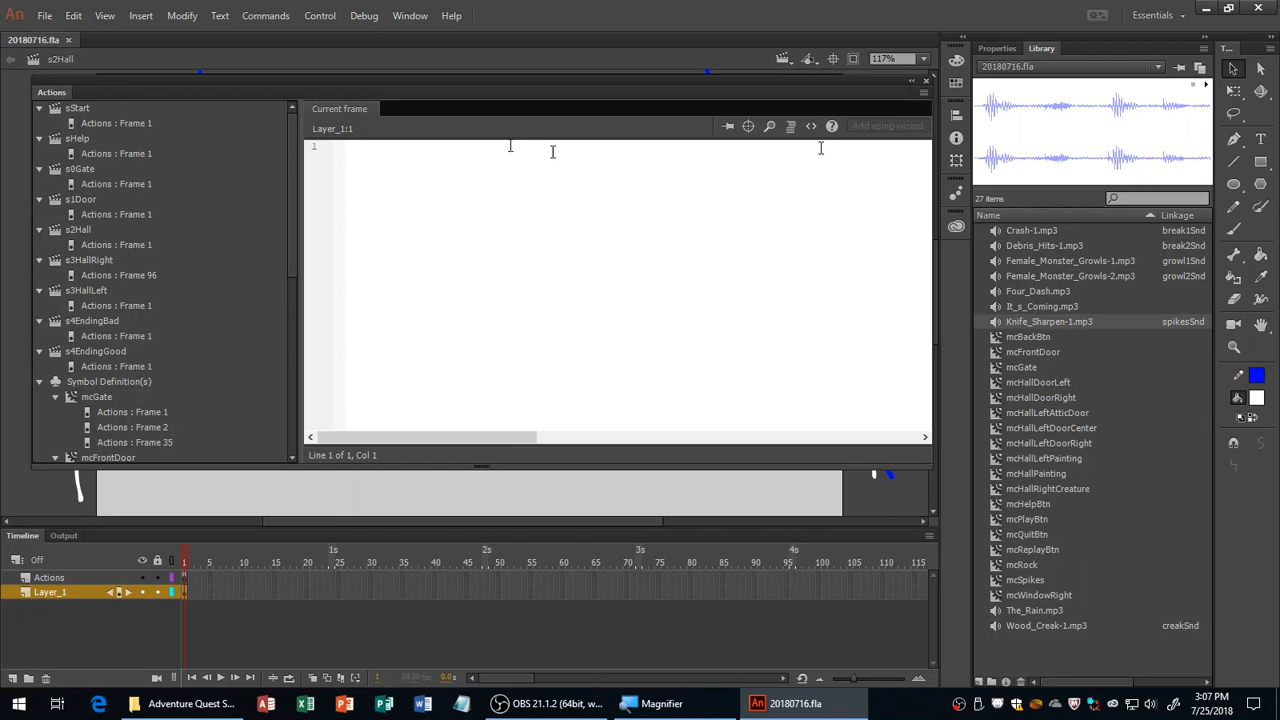 An File Edit View Insert Modify Text Commands Control Debug Window Help Essentials
20180716.fla × Properties Library T...
s2Hall 117% 20180716.fla
Actions
Current frame
Layer_1:1 Add using wizard
1
sStart
Actions : Frame 1
sHelp
Actions : Frame 1
s0Gate
Actions : Frame 1
s1Door
Actions : Frame 1
s2Hall
Actions : Frame 1
s3HallRight
Actions : Frame 96
s3HallLeft
Actions : Frame 1
s4EndingBad
Actions : Frame 1
s4EndingGood
Actions : Frame 1
Symbol Definition(s)
mcGate
Actions : Frame 1
Actions : Frame 2
Actions : Frame 35
mcFrontDoor
Line 1 of 1, Col 1
27 items
Name Linkage
Crash-1.mp3 break1Snd
Debris_Hits-1.mp3 break2Snd
Female_Monster_Growls-1.mp3 growl1Snd
Female_Monster_Growls-2.mp3 growl2Snd
Four_Dash.mp3
It_s_Coming.mp3
Knife_Sharpen-1.mp3 spikesSnd
mcBackBtn
mcFrontDoor
mcGate
mcHallDoorLeft
mcHallDoorRight
mcHallLeftAtticDoor
mcHallLeftDoorCenter
mcHallLeftDoorRight
mcHallLeftPainting
mcHallPainting
mcHallRightCreature
mcHelpBtn
mcPlayBtn
mcQuitBtn
mcReplayBtn
mcRock
mcSpikes
mcWindowRight
The_Rain.mp3
Wood_Creak-1.mp3 creakSnd
Timeline Output
Off 1s 2s 3s 4s
1 5 10 15 20 25 30 35 40 45 50 55 60 65 70 75 80 85 90 95 100 105 110 115
Actions
Layer_1
1 24.00 fps 0.0s
Adventure Quest S... OBS 21.1.2 (64bit, w... Magnifier An 20180716.fla 3:07 PM
7/25/2018